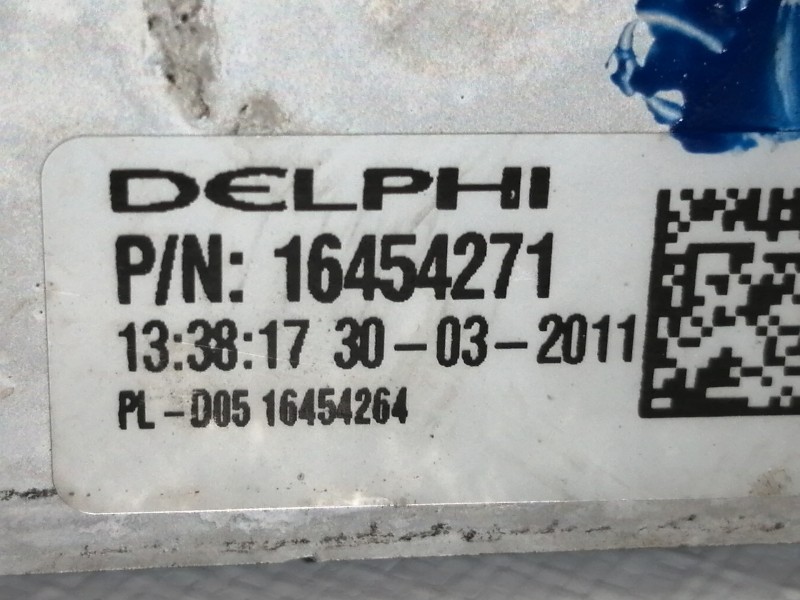 DELPHI
P/N: 16454271
13:38:17 30-03-2011
PL-D05 16454264